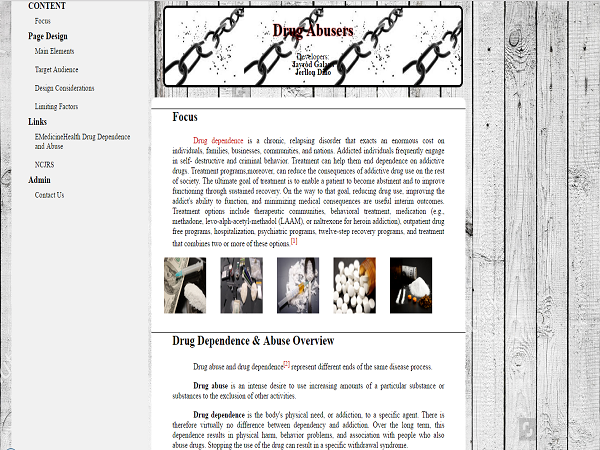 CONTENT
Focus
Page Design
Main Elements
Target Audience
Design Considerations
Limiting Factors
Links
EMedicineHealth Drug Dependence
and Abuse
NCJRS
Admin
Contact Us
Drug Abusers
Developers:
Focus
Drug dependence is a chronic, relapsing disorder that exacts an enormous cost on
individuals, families, businesses, communities, and nations. Addicted individuals frequently engage
in self- destructive and criminal behavior. Treatment can help them end dependence on addictive
drugs. Treatment programs,moreover, can reduce the consequences of addictive drug use on the rest
of society. The ultimate goal of treatment is to enable a patient to become abstinent and to improve
functioning through sustained recovery. On the way to that goal, reducing drug use, improving the
addict's ability to function, and minimizing medical consequences are useful interim outcomes.
Treatment options include therapeutic communities, behavioral treatment, medication (e.g.,
methadone, levo-alph-acetyl-methadol (LAAM), or naltrexone for heroin addiction), outpatient drug
free programs, hospitalization, psychiatric programs, twelve-step recovery programs, and treatment
that combines two or more of these options.[1]
Drug Dependence & Abuse Overview
Drug abuse and drug dependence[2] represent different ends of the same disease process.
Drug abuse is an intense desire to use increasing amounts of a particular substance or
substances to the exclusion of other activities.
Drug dependence is the body's physical need, or addiction, to a specific agent. There is
therefore virtually no difference between dependency and addiction. Over the long term, this
dependence results in physical harm, behavior problems, and association with people who also
abuse drugs. Stopping the use of the drug can result in a specific withdrawal syndrome.